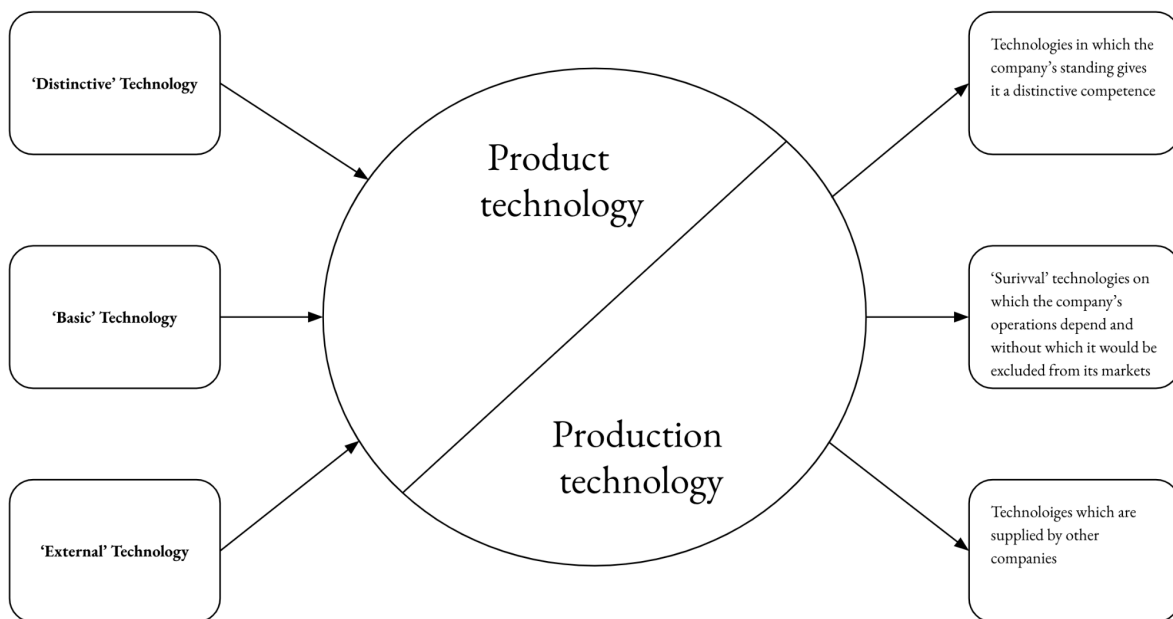 ‘Distinctive’ Technology
‘Basic’ Technology
‘External’ Technology
Product
technology
Production
technology
Technologies in which the
company’s standing gives
it a distinctive competence
‘Surivval’ technologies on
which the company’s
operations depend and
without which it would be
excluded from its markets
Technoloiges which are
supplied by other
companies